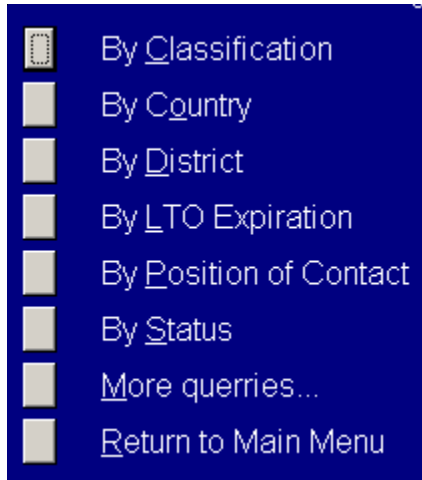 By Classification
By Country
By District
By LTO Expiration
By Position of Contact
By Status
More querries...
Return to Main Menu